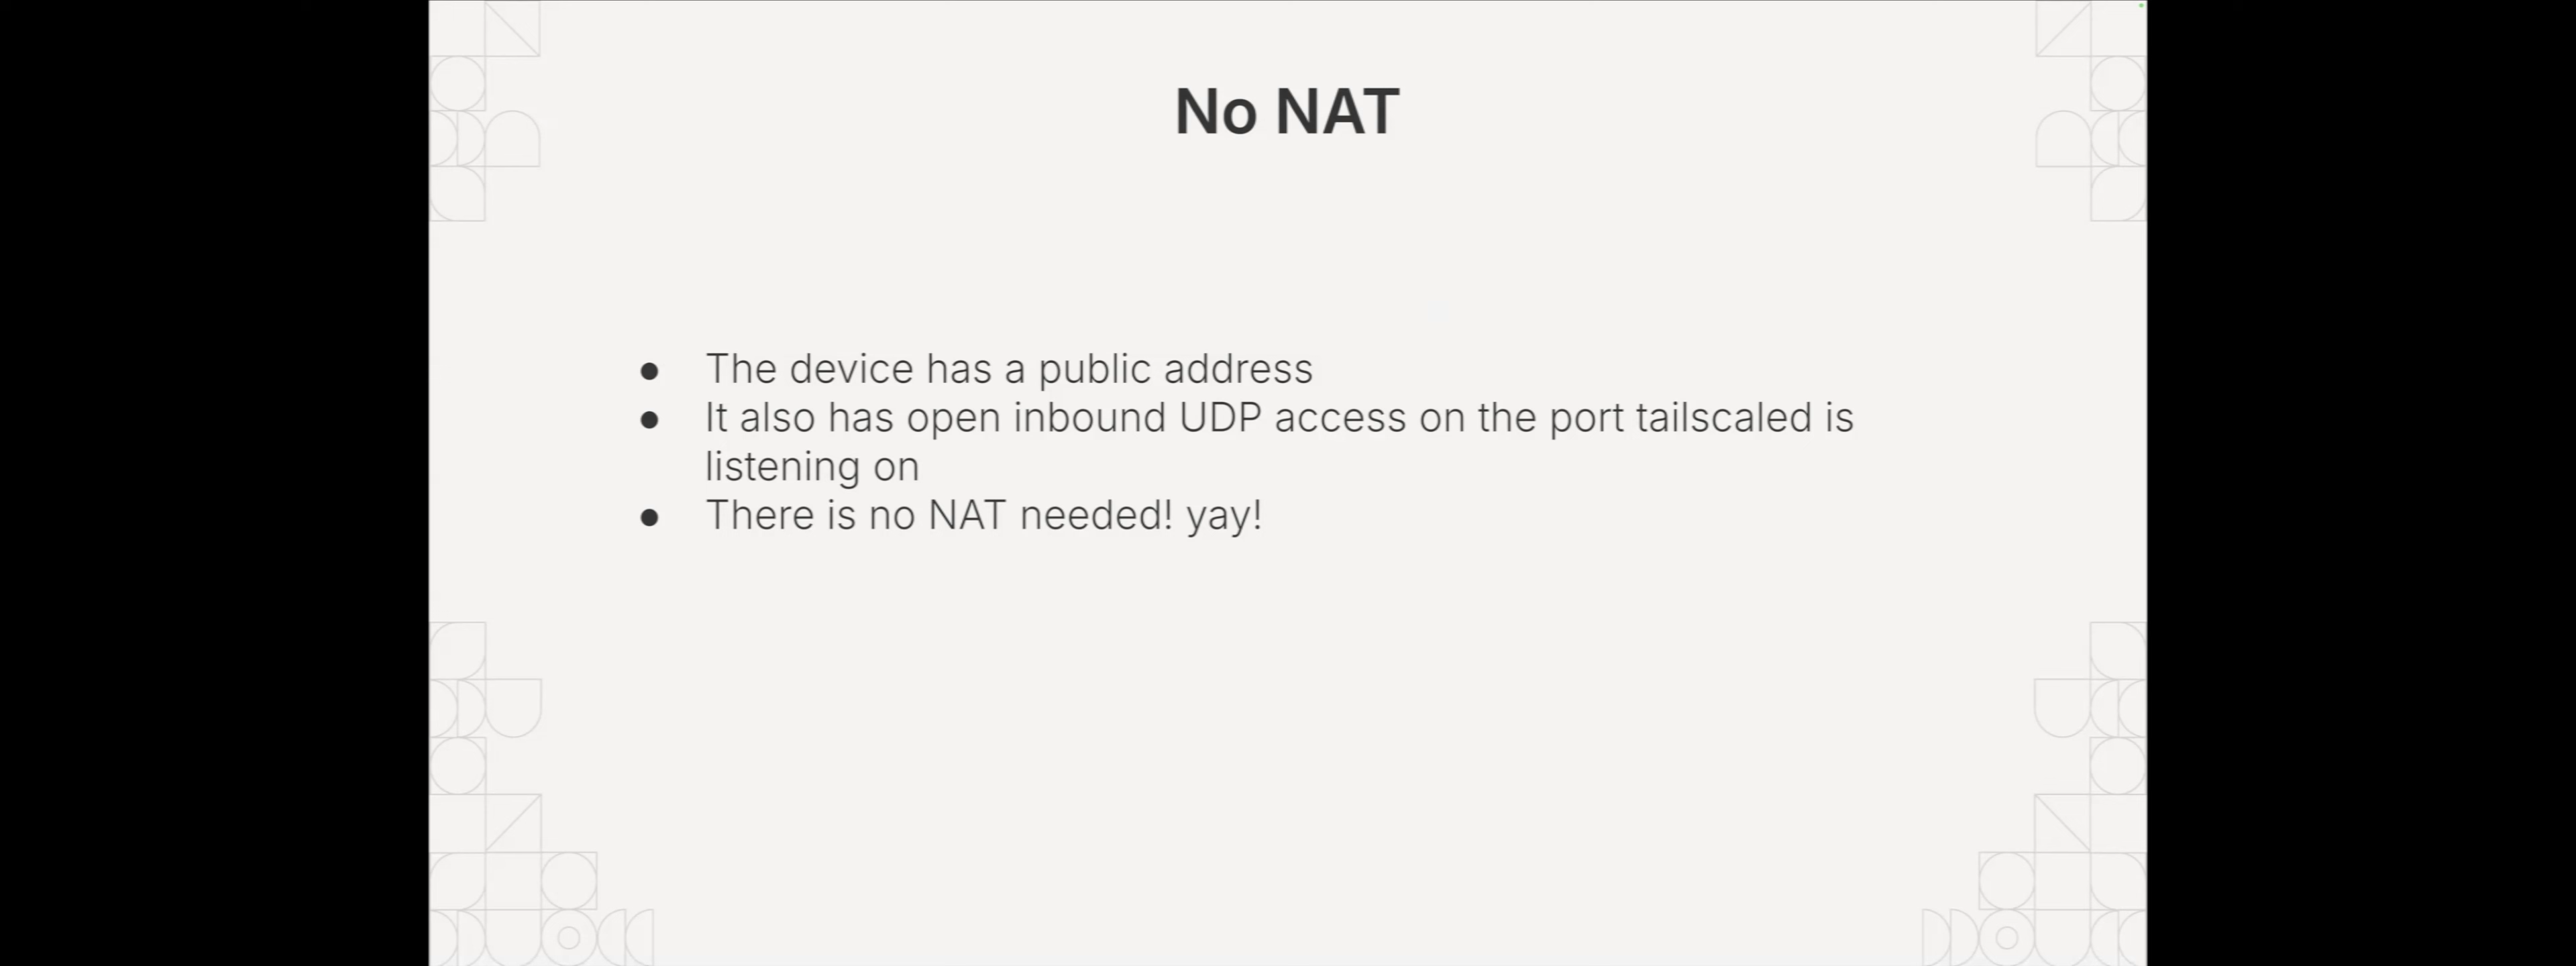 No NAT
● The device has a public address
● It also has open inbound UDP access on the port tailscaled is
listening on
● There is no NAT needed! yay!